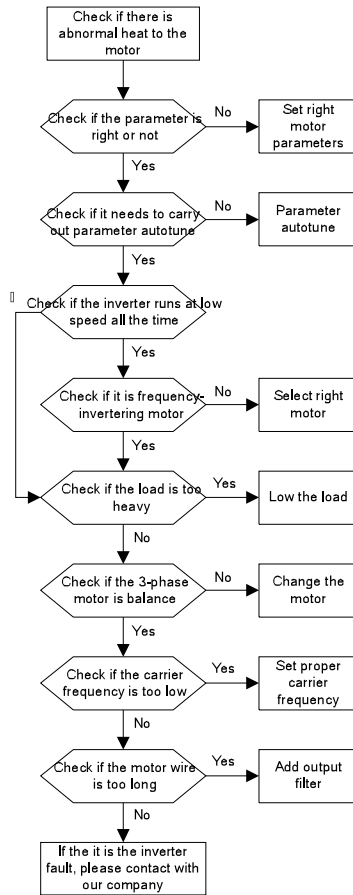 Check if there is
abnormal heat to the
motor
Check if the parameter is
right or not
No
Set right
motor
parameters
Yes
Check if it needs to carry
out parameter autotune
No
Parameter
autotune
Yes
Check if the inverter runs at low
speed all the time
Yes
Check if it is frequency-
invertering motor
No
Select right
motor
Yes
Check if the load is too
heavy
Yes
Low the load
No
Check if the 3-phase
motor is balance
No
Change the
motor
Yes
Check if the carrier
frequency is too low
Yes
Set proper
carrier
frequency
No
Check if the motor wire
is too long
Yes
Add output
filter
No
If the it is the inverter
fault, please contact with
our company